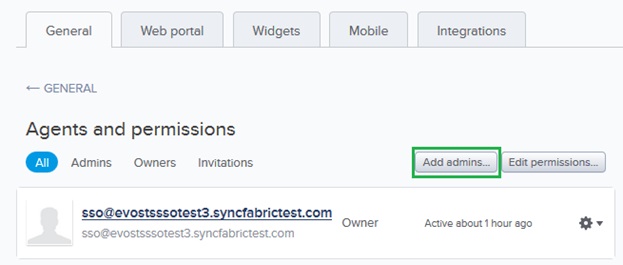 General Web portal Widgets Mobile Integrations
← GENERAL
Agents and permissions
All Admins Owners Invitations Add admins... Edit permissions...
sso@evostsssotest3.syncfabrictest.com Owner Active about 1 hour ago
sso@evostsssotest3.syncfabrictest.com